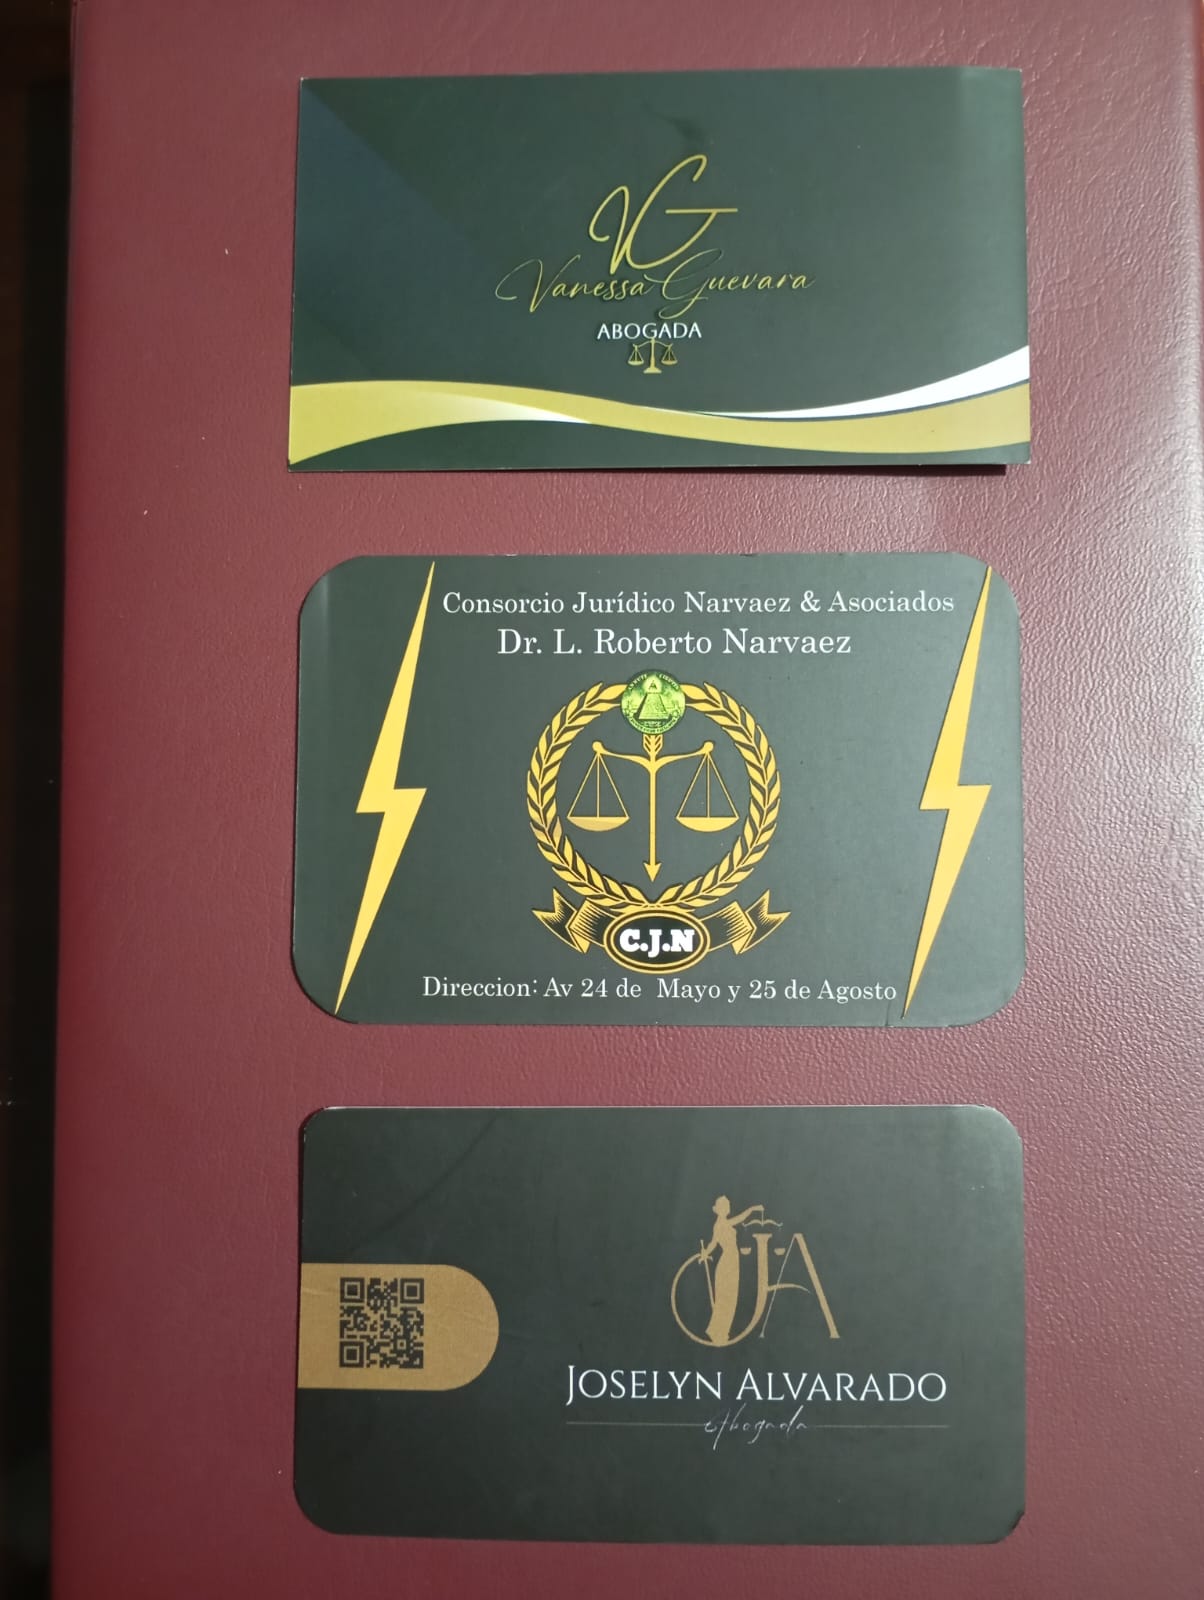 VG
Vanessa Guevara
ABOGADA
Consorcio Jurídico Narvaez & Asociados
Dr. L. Roberto Narvaez
C.J.N
Direccion: Av 24 de Mayo y 25 de Agosto
JA
JOSELYN ALVARADO
Abogada